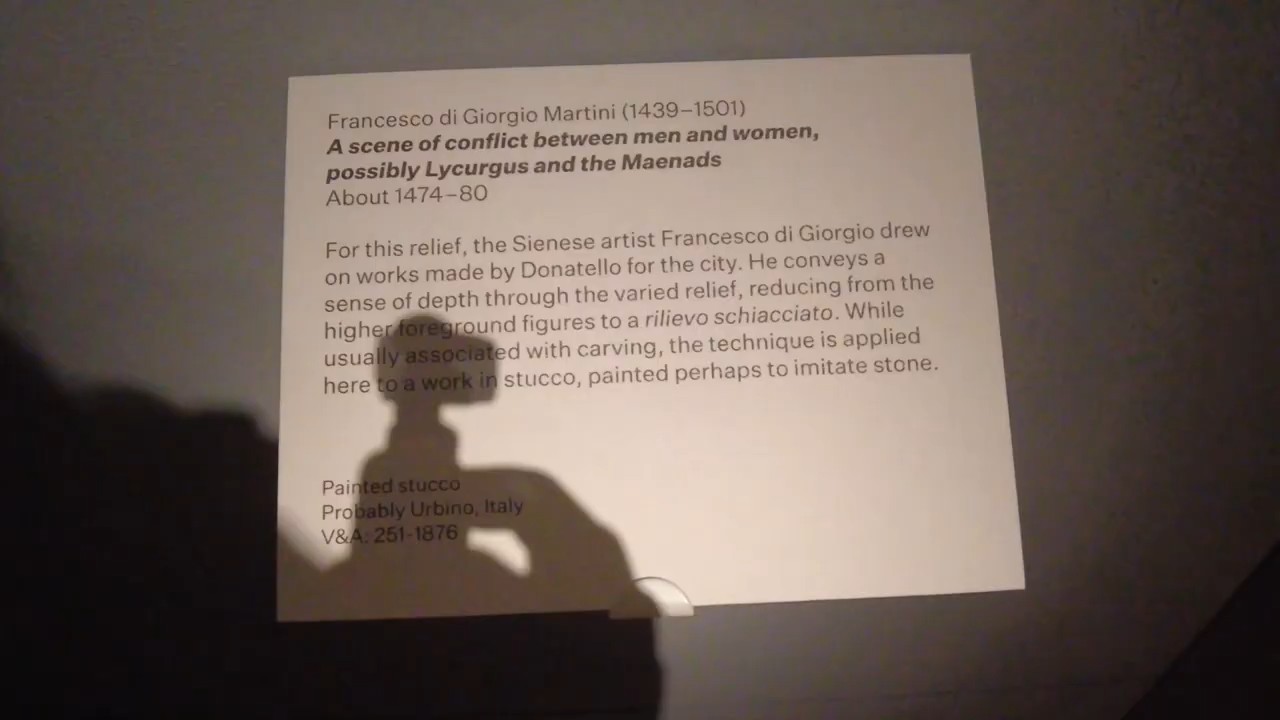 Francesco di Giorgio Martini (1439–1501)
A scene of conflict between men and women,
possibly Lycurgus and the Maenads
About 1474–80
For this relief, the Sienese artist Francesco di Giorgio drew
on works made by Donatello for the city. He conveys a
sense of depth through the varied relief, reducing from the
higher foreground figures to a rilievo schiacciato. While
usually associated with carving, the technique is applied
here to a work in stucco, painted perhaps to imitate stone.
Painted stucco
Probably Urbino, Italy
V&A: 251-1876